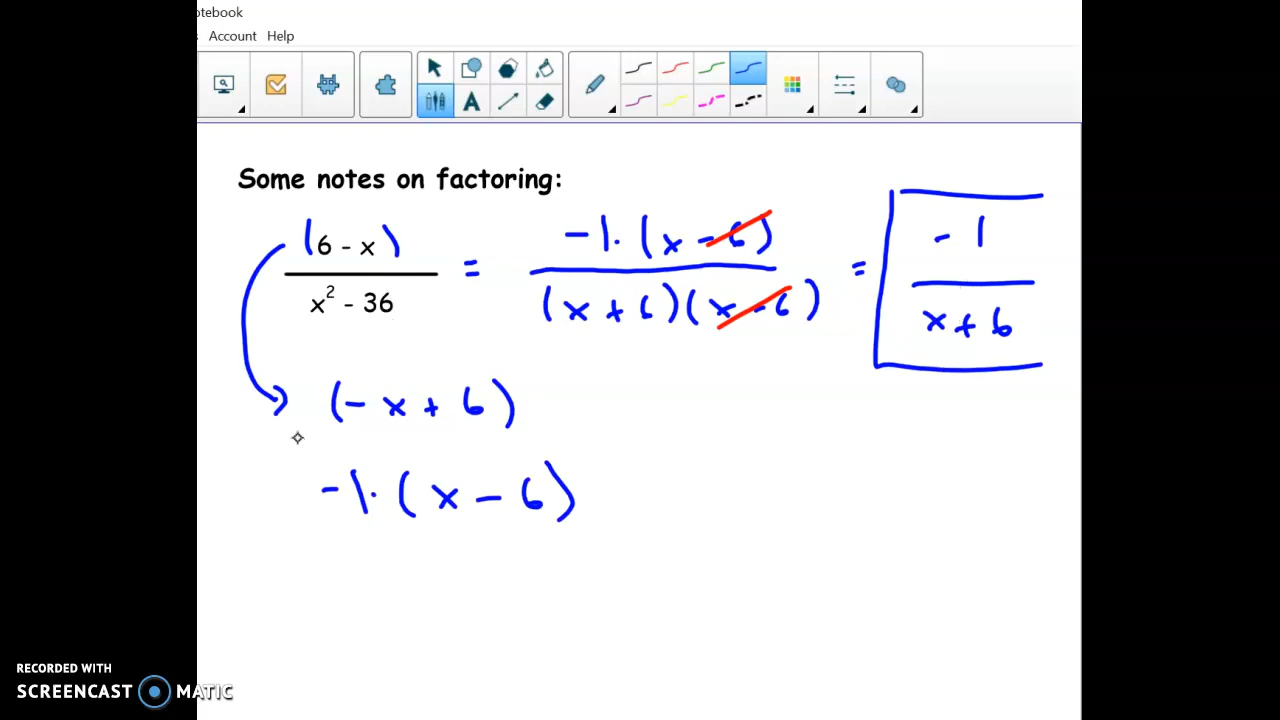 otebook
Account Help
A
Some notes on factoring:
(6 - x) / x² - 36 = -1·(x - 6) / (x + 6)(x - 6) = -1 / x + 6
(- x + 6)
-1·(x - 6)
RECORDED WITH
SCREENCAST MATIC